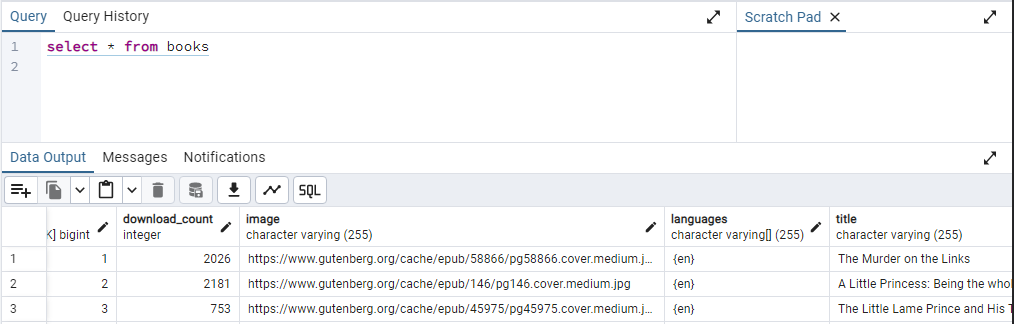 Query Query History Scratch Pad
1 select * from books
2
Data Output Messages Notifications
SQL
K] bigint download_count integer image character varying (255) languages character varying[] (255) title character varying (255)
1 1 2026 https://www.gutenberg.org/cache/epub/58866/pg58866.cover.medium.j... {en} The Murder on the Links
2 2 2181 https://www.gutenberg.org/cache/epub/146/pg146.cover.medium.jpg {en} A Little Princess: Being the whol
3 3 753 https://www.gutenberg.org/cache/epub/45975/pg45975.cover.medium.j... {en} The Little Lame Prince and His T